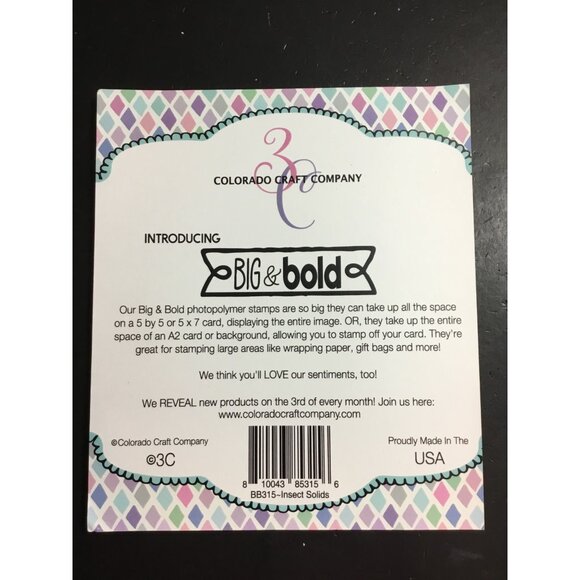 3C
COLORADO CRAFT COMPANY
INTRODUCING
BIG & bold
Our Big & Bold photopolymer stamps are so big they can take up all the space
on a 5 by 5 or 5 x 7 card, displaying the entire image. OR, they take up the entire
space of an A2 card or background, allowing you to stamp off your card. They're
great for stamping large areas like wrapping paper, gift bags and more!
We think you'll LOVE our sentiments, too!
We REVEAL new products on the 3rd of every month! Join us here:
www.coloradocraftcompany.com
©Colorado Craft Company
©3C
8 10043 85315 6
BB315-Insect Solids
Proudly Made In The
USA